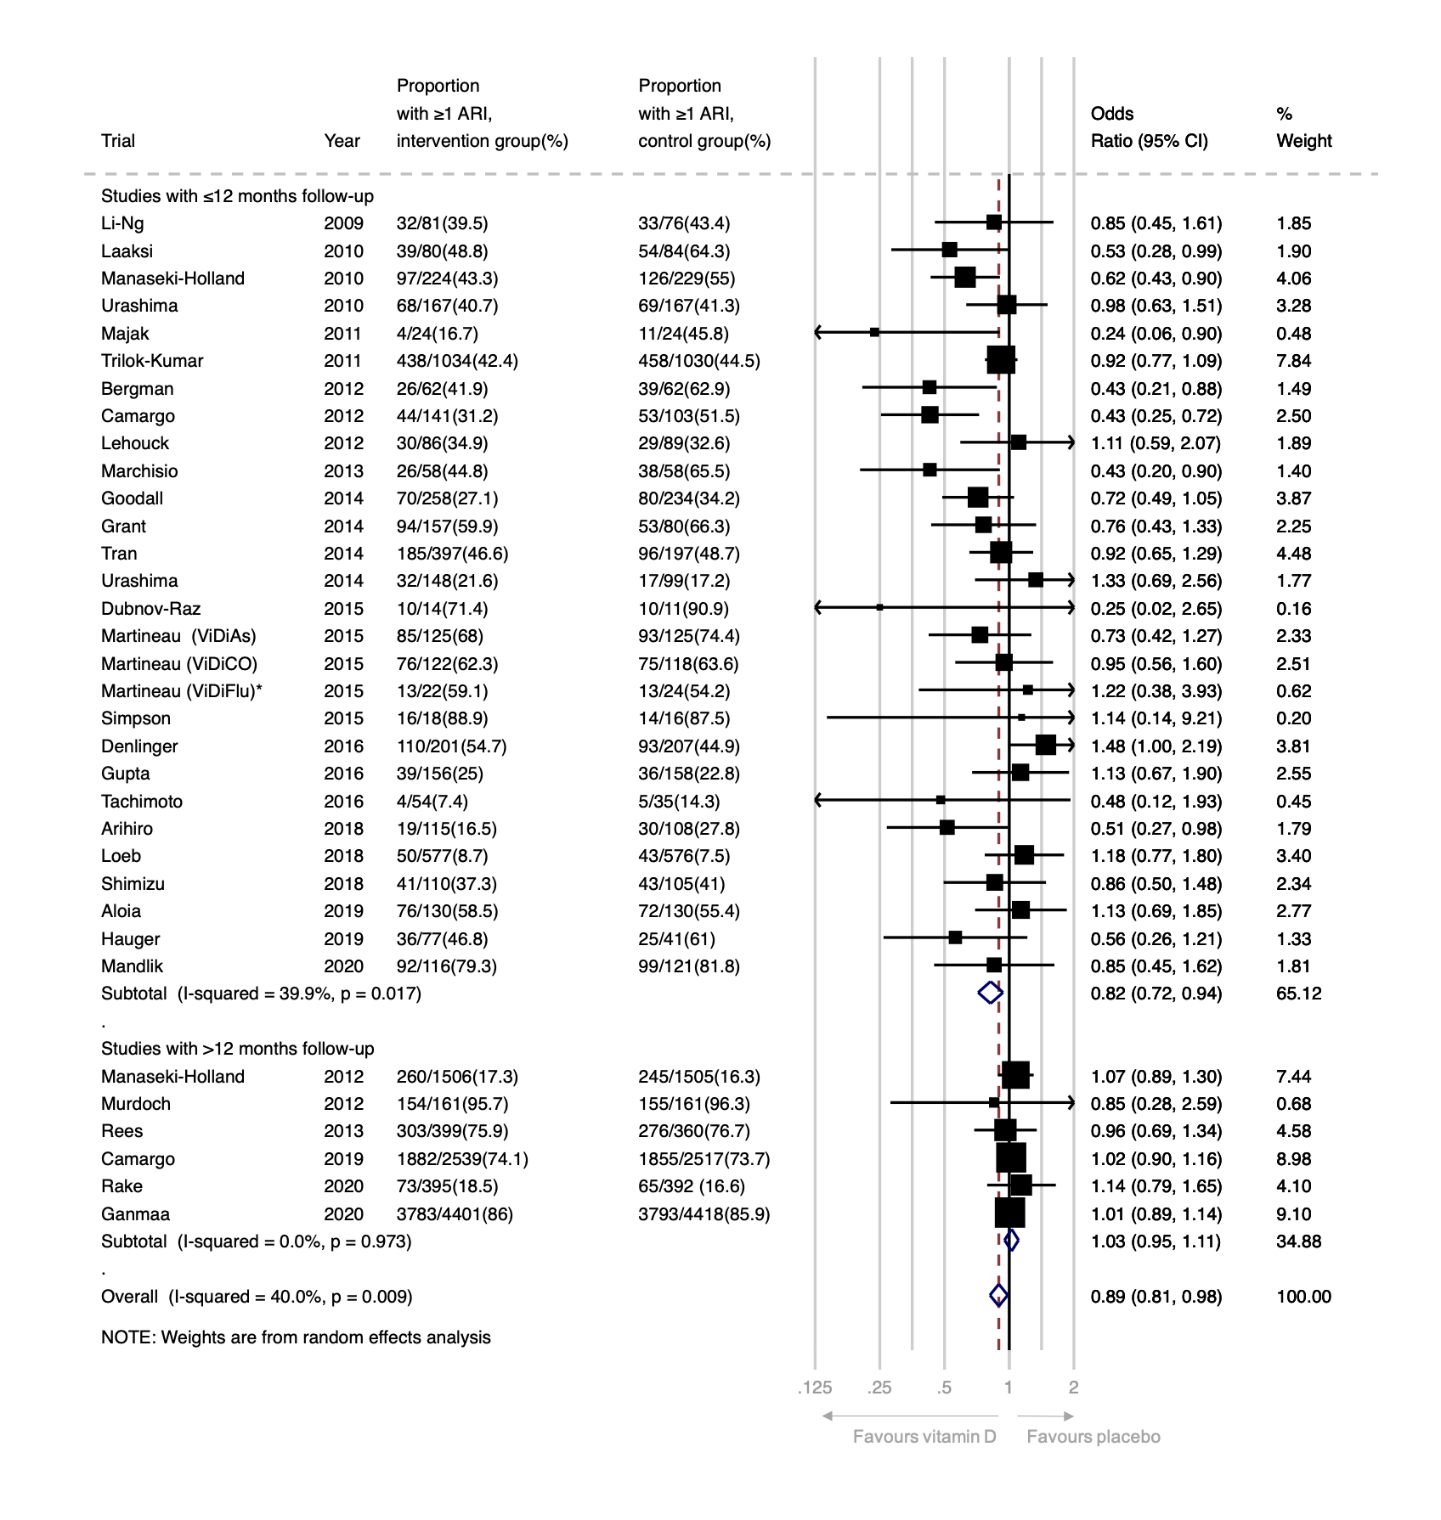 Proportion Proportion
with ≥1 ARI, with ≥1 ARI, Odds %
Trial Year intervention group(%) control group(%) Ratio (95% CI) Weight
Studies with ≤12 months follow-up
Li-Ng 2009 32/81(39.5) 33/76(43.4) 0.85 (0.45, 1.61) 1.85
Laaksi 2010 39/80(48.8) 54/84(64.3) 0.53 (0.28, 0.99) 1.90
Manaseki-Holland 2010 97/224(43.3) 126/229(55) 0.62 (0.43, 0.90) 4.06
Urashima 2010 68/167(40.7) 69/167(41.3) 0.98 (0.63, 1.51) 3.28
Majak 2011 4/24(16.7) 11/24(45.8) 0.24 (0.06, 0.90) 0.48
Trilok-Kumar 2011 438/1034(42.4) 458/1030(44.5) 0.92 (0.77, 1.09) 7.84
Bergman 2012 26/62(41.9) 39/62(62.9) 0.43 (0.21, 0.88) 1.49
Camargo 2012 44/141(31.2) 53/103(51.5) 0.43 (0.25, 0.72) 2.50
Lehouck 2012 30/86(34.9) 29/89(32.6) 1.11 (0.59, 2.07) 1.89
Marchisio 2013 26/58(44.8) 38/58(65.5) 0.43 (0.20, 0.90) 1.40
Goodall 2014 70/258(27.1) 80/234(34.2) 0.72 (0.49, 1.05) 3.87
Grant 2014 94/157(59.9) 53/80(66.3) 0.76 (0.43, 1.33) 2.25
Tran 2014 185/397(46.6) 96/197(48.7) 0.92 (0.65, 1.29) 4.48
Urashima 2014 32/148(21.6) 17/99(17.2) 1.33 (0.69, 2.56) 1.77
Dubnov-Raz 2015 10/14(71.4) 10/11(90.9) 0.25 (0.02, 2.65) 0.16
Martineau (ViDiAs) 2015 85/125(68) 93/125(74.4) 0.73 (0.42, 1.27) 2.33
Martineau (ViDiCO) 2015 76/122(62.3) 75/118(63.6) 0.95 (0.56, 1.60) 2.51
Martineau (ViDiFlu)* 2015 13/22(59.1) 13/24(54.2) 1.22 (0.38, 3.93) 0.62
Simpson 2015 16/18(88.9) 14/16(87.5) 1.14 (0.14, 9.21) 0.20
Denlinger 2016 110/201(54.7) 93/207(44.9) 1.48 (1.00, 2.19) 3.81
Gupta 2016 39/156(25) 36/158(22.8) 1.13 (0.67, 1.90) 2.55
Tachimoto 2016 4/54(7.4) 5/35(14.3) 0.48 (0.12, 1.93) 0.45
Arihiro 2018 19/115(16.5) 30/108(27.8) 0.51 (0.27, 0.98) 1.79
Loeb 2018 50/577(8.7) 43/576(7.5) 1.18 (0.77, 1.80) 3.40
Shimizu 2018 41/110(37.3) 43/105(41) 0.86 (0.50, 1.48) 2.34
Aloia 2019 76/130(58.5) 72/130(55.4) 1.13 (0.69, 1.85) 2.77
Hauger 2019 36/77(46.8) 25/41(61) 0.56 (0.26, 1.21) 1.33
Mandlik 2020 92/116(79.3) 99/121(81.8) 0.85 (0.45, 1.62) 1.81
Subtotal (I-squared = 39.9%, p = 0.017) 0.82 (0.72, 0.94) 65.12
.
Studies with >12 months follow-up
Manaseki-Holland 2012 260/1506(17.3) 245/1505(16.3) 1.07 (0.89, 1.30) 7.44
Murdoch 2012 154/161(95.7) 155/161(96.3) 0.85 (0.28, 2.59) 0.68
Rees 2013 303/399(75.9) 276/360(76.7) 0.96 (0.69, 1.34) 4.58
Camargo 2019 1882/2539(74.1) 1855/2517(73.7) 1.02 (0.90, 1.16) 8.98
Rake 2020 73/395(18.5) 65/392 (16.6) 1.14 (0.79, 1.65) 4.10
Ganmaa 2020 3783/4401(86) 3793/4418(85.9) 1.01 (0.89, 1.14) 9.10
Subtotal (I-squared = 0.0%, p = 0.973) 1.03 (0.95, 1.11) 34.88
.
Overall (I-squared = 40.0%, p = 0.009) 0.89 (0.81, 0.98) 100.00
NOTE: Weights are from random effects analysis
.125 .25 .5 1 2
Favours vitamin D Favours placebo